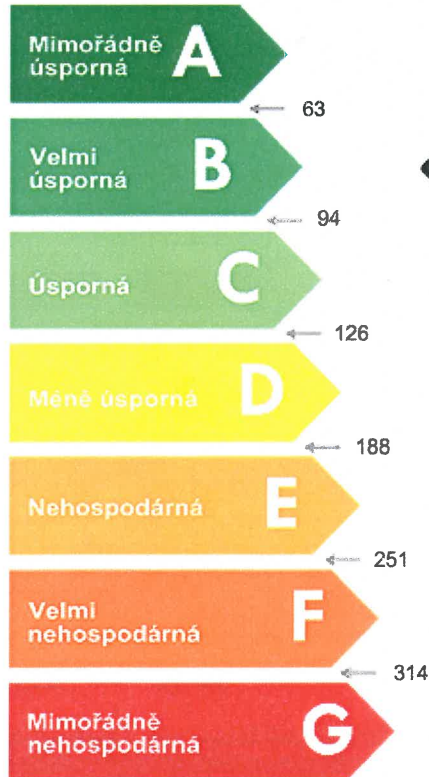 Mimořádně
úsporná
A
63
Velmi
úsporná
B
94
Úsporná
C
126
Méně úsporná
D
188
Nehospodárná
E
251
Velmi
nehospodárná
F
314
Mimořádně
nehospodárná
G